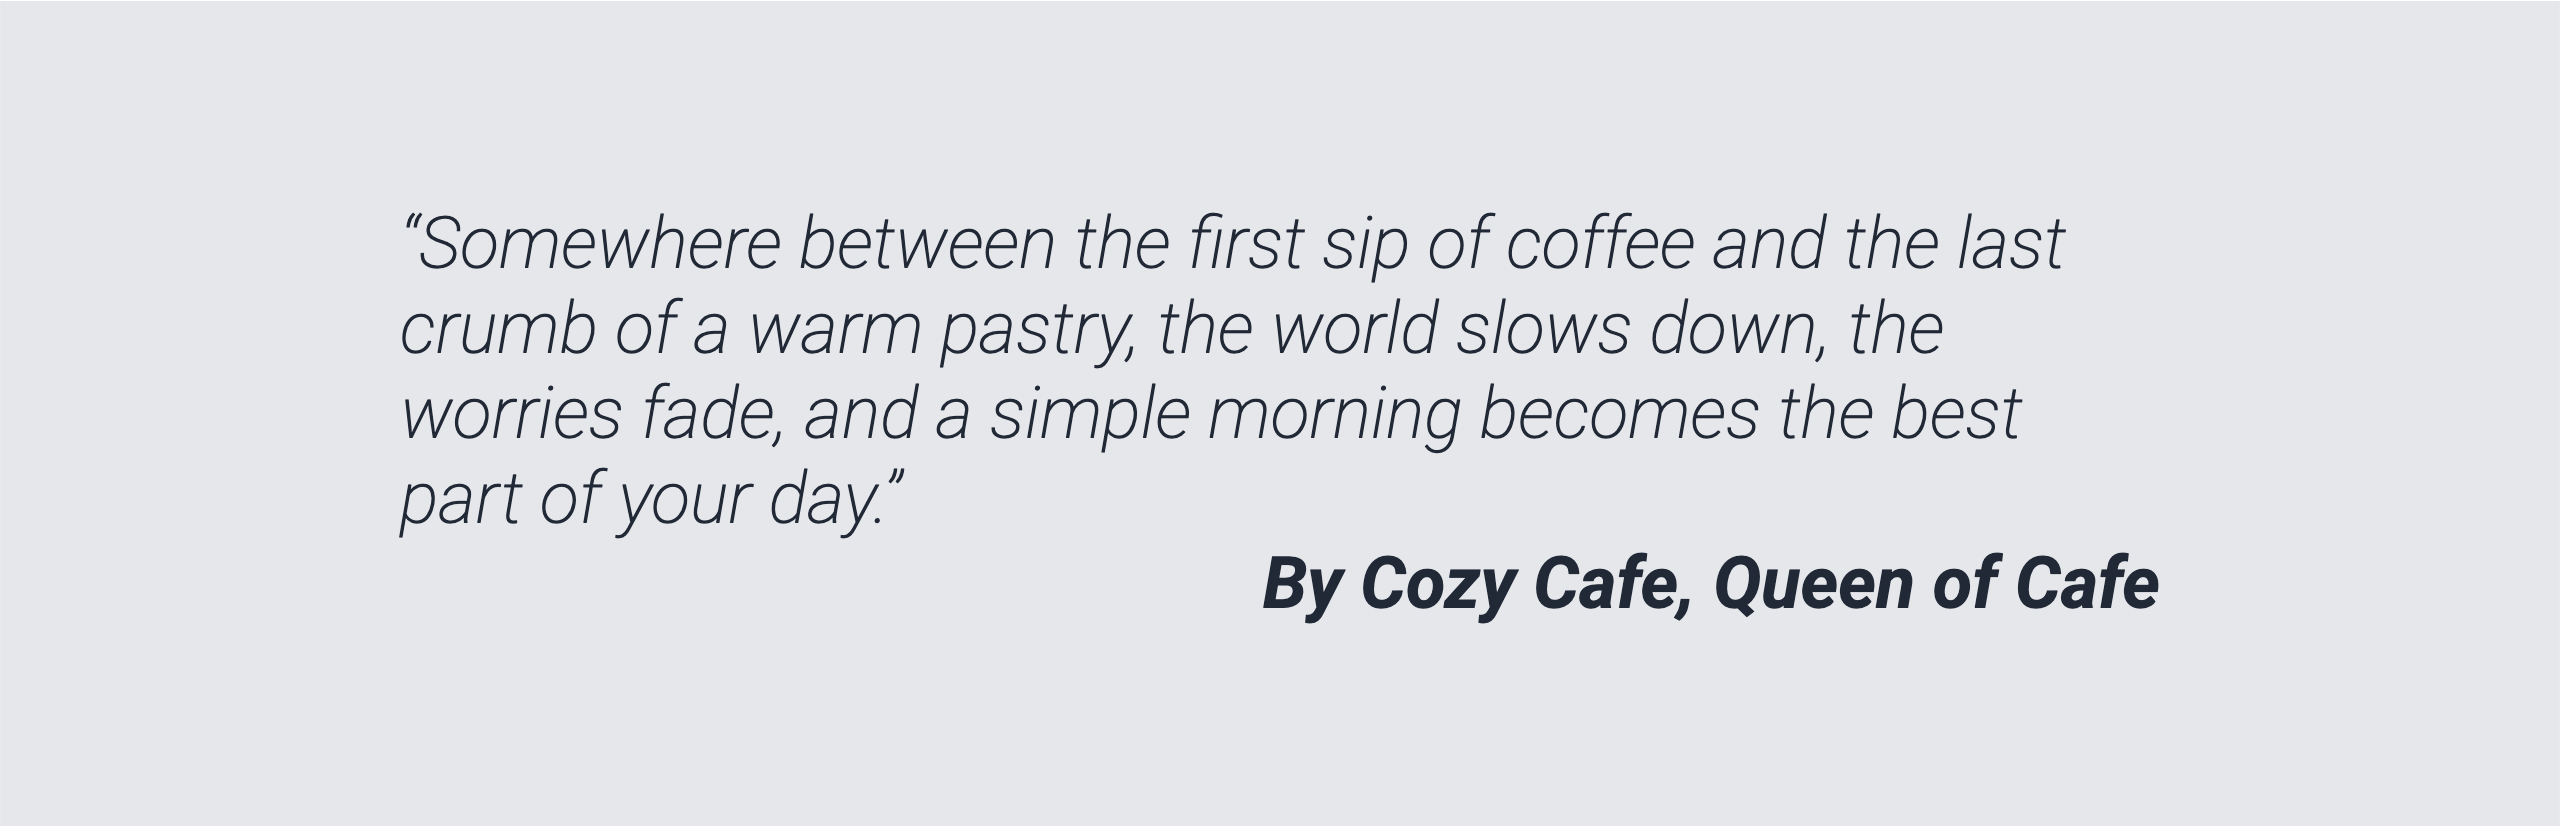 “Somewhere between the first sip of coffee and the last
crumb of a warm pastry, the world slows down, the
worries fade, and a simple morning becomes the best
part of your day.”
By Cozy Cafe, Queen of Cafe